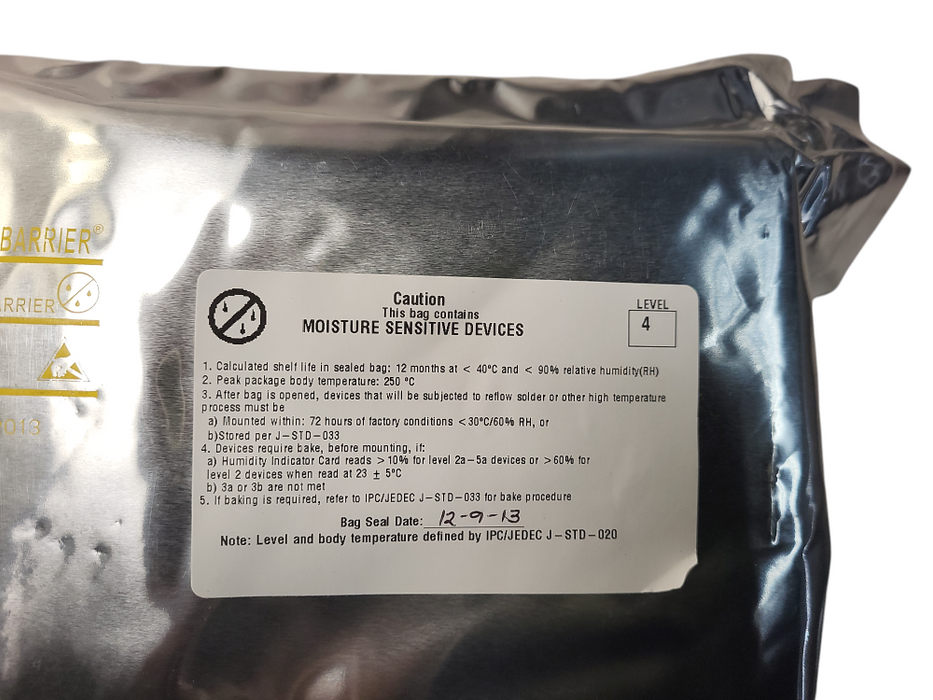 BARRIER®
ARRIER
2013
Caution
This bag contains
MOISTURE SENSITIVE DEVICES
LEVEL
4
1. Calculated shelf life in sealed bag: 12 months at < 40°C and < 90% relative humidity(RH)
2. Peak package body temperature: 250 °C
3. After bag is opened, devices that will be subjected to reflow solder or other high temperature
process must be
a) Mounted within: 72 hours of factory conditions <30°C/60% RH, or
b)Stored per J-STD-033
4. Devices require bake, before mounting, if:
a) Humidity Indicator Card reads >10% for level 2a-5a devices or >60% for
level 2 devices when read at 23 ± 5°C
b) 3a or 3b are not met
5. If baking is required, refer to IPC/JEDEC J-STD-033 for bake procedure
Bag Seal Date: 12-9-13
Note: Level and body temperature defined by IPC/JEDEC J-STD-020